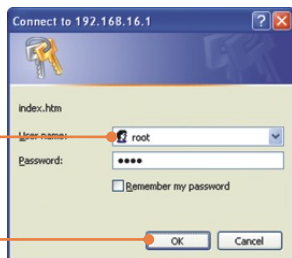 Connect to 192.168.16.1
index.htm
User name:
root
Password:
••••
Remember my password
OK
Cancel